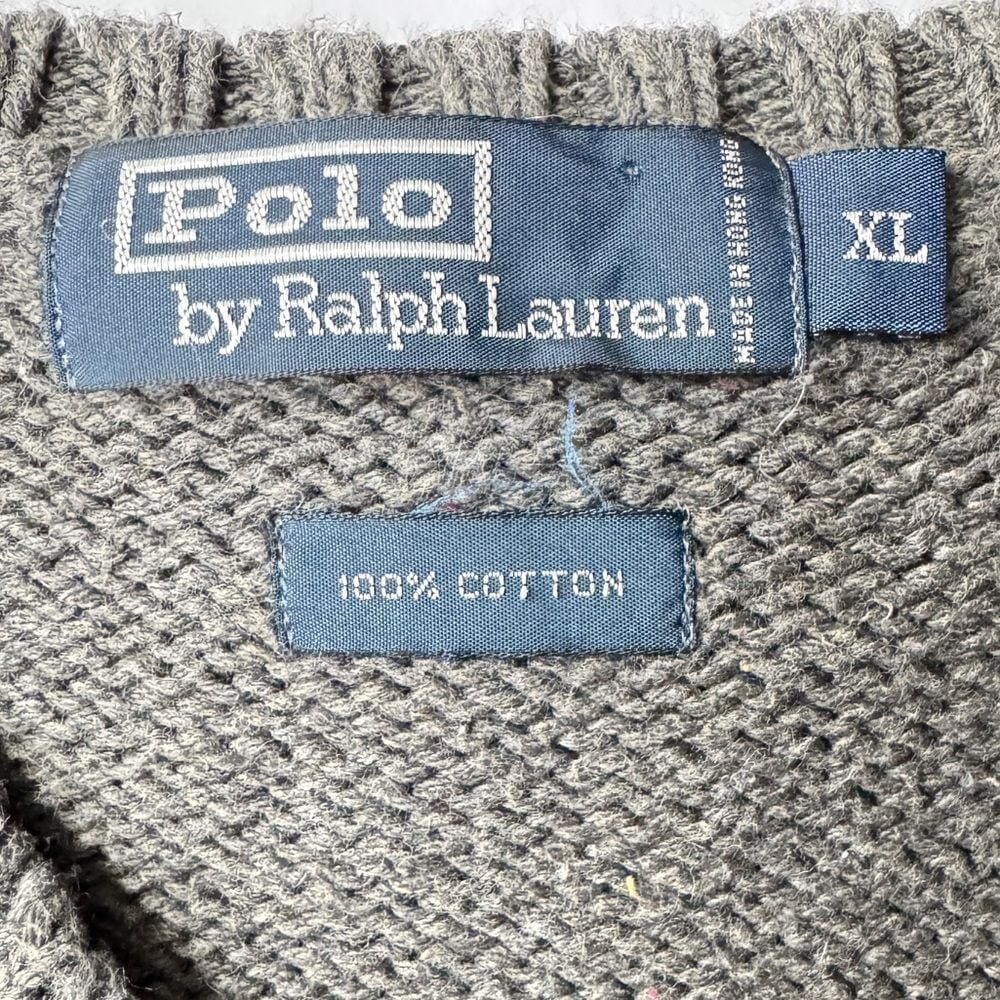 Polo
by Ralph Lauren
MADE IN HONG KONG
XL
100% COTTON